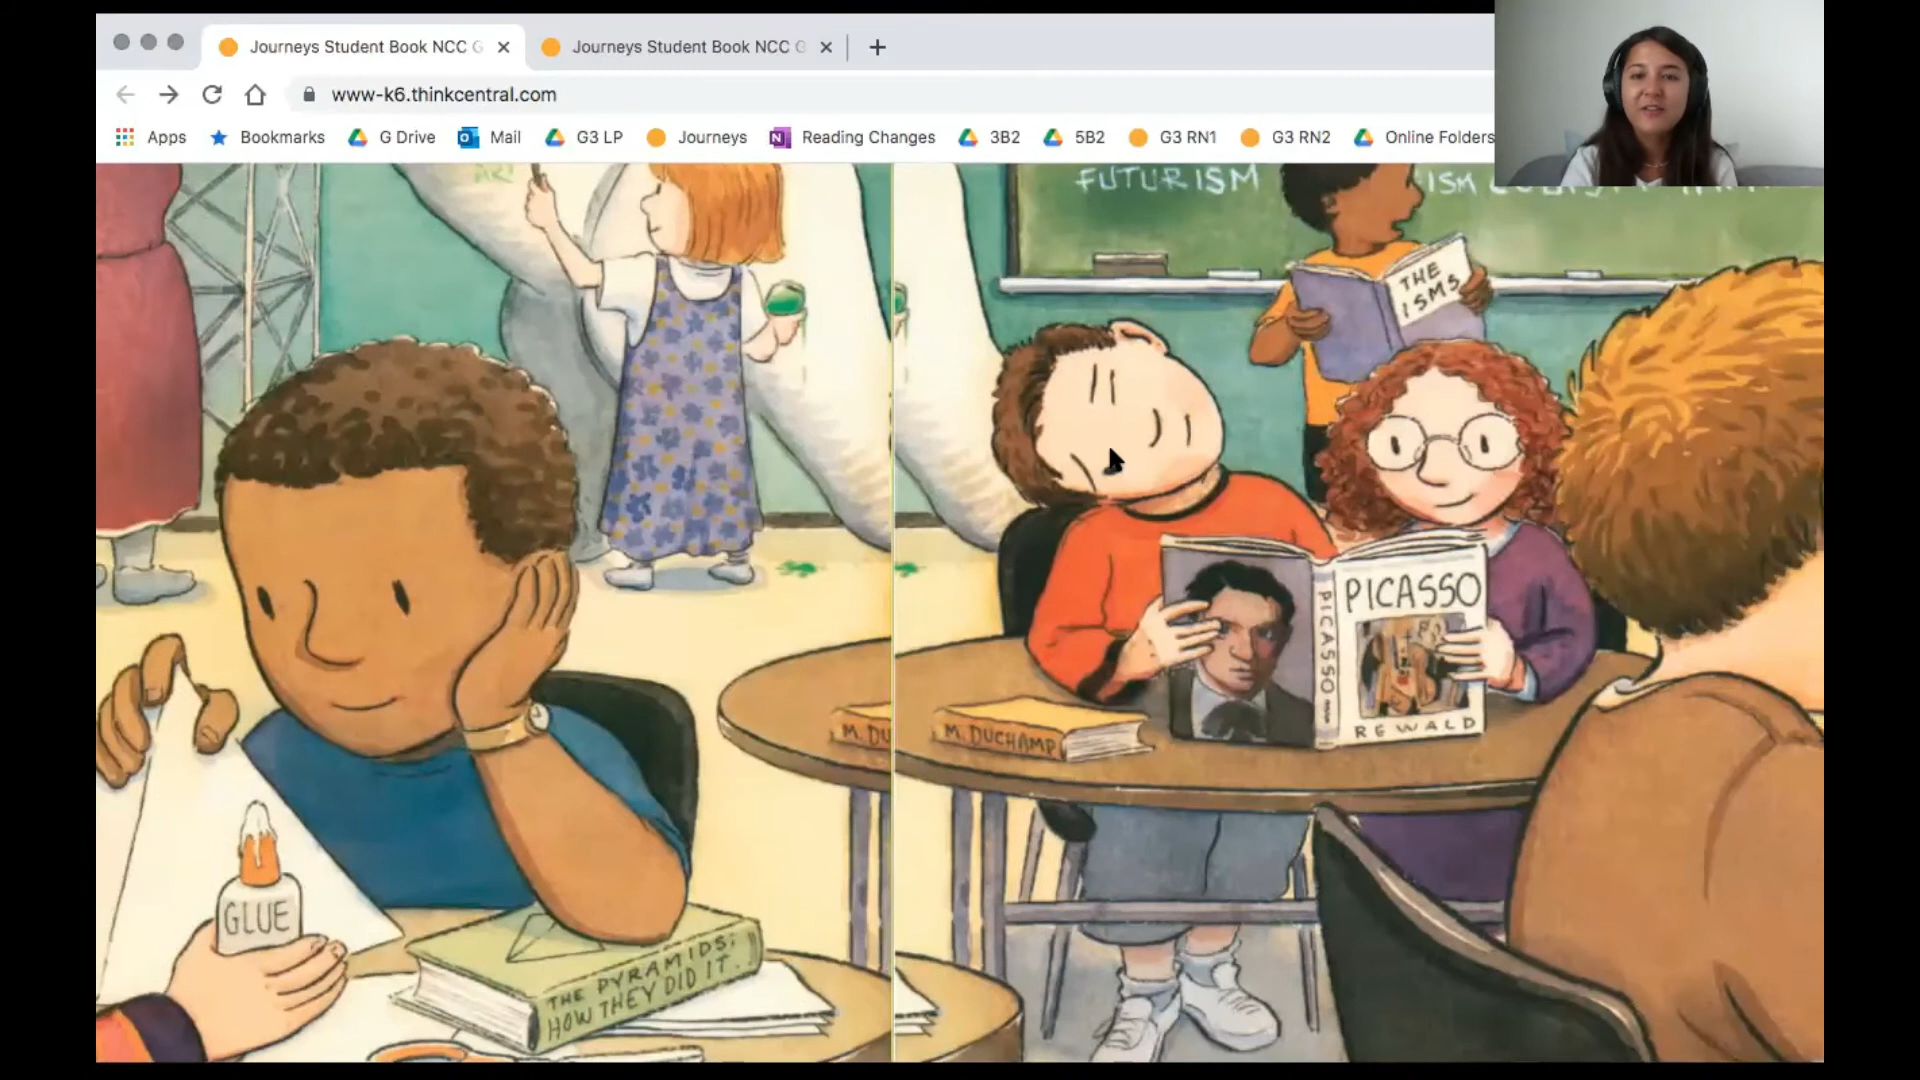 Journeys Student Book NCC G
Journeys Student Book NCC G
www-k6.thinkcentral.com
Apps Bookmarks G Drive Mail G3 LP Journeys Reading Changes 3B2 5B2 G3 RN1 G3 RN2 Online Folders
ART
FUTURISM
THE
ISMS
PICASSO
PICASSO
REWALD
M. DU
M. DUCHAMP
GLUE
THE PYRAMIDS:
HOW THEY DID IT.